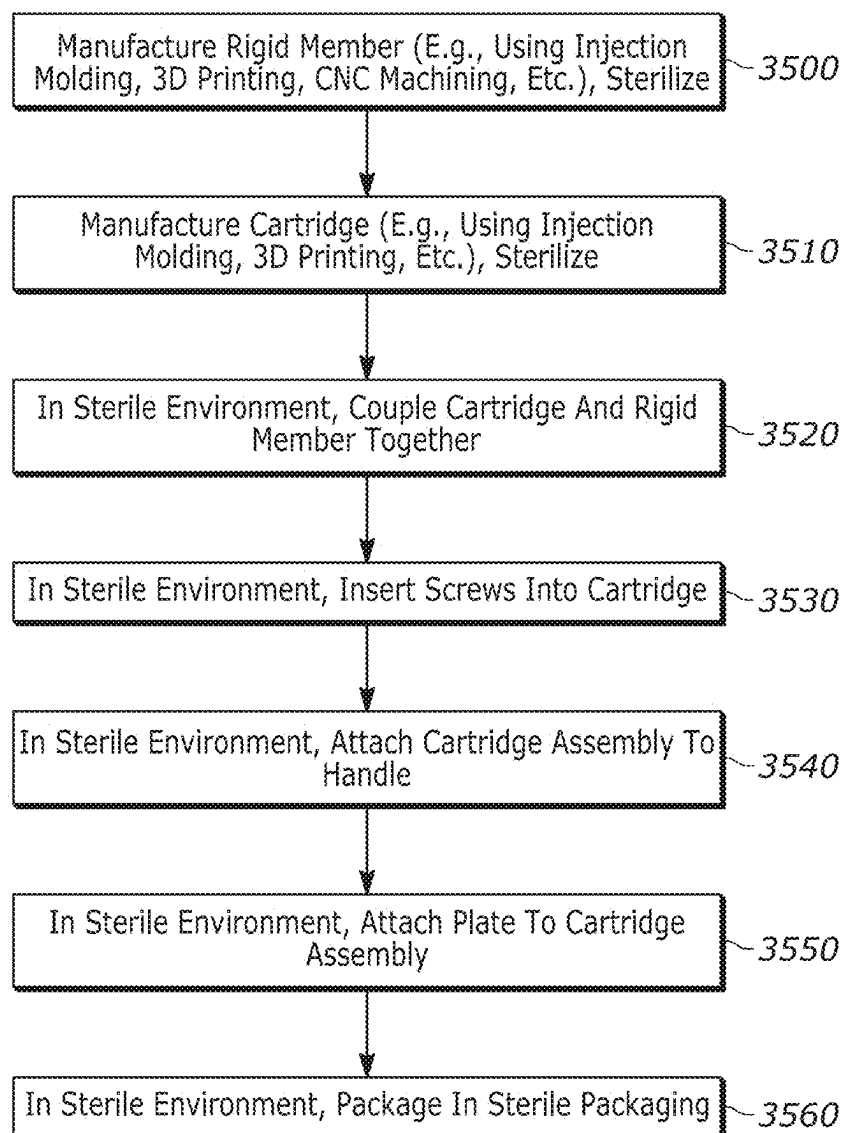 Manufacture Rigid Member (E.g., Using Injection
Molding, 3D Printing, CNC Machining, Etc.), Sterilize
3500
Manufacture Cartridge (E.g., Using Injection
Molding, 3D Printing, Etc.), Sterilize
3510
In Sterile Environment, Couple Cartridge And Rigid
Member Together
3520
In Sterile Environment, Insert Screws Into Cartridge
3530
In Sterile Environment, Attach Cartridge Assembly To
Handle
3540
In Sterile Environment, Attach Plate To Cartridge
Assembly
3550
In Sterile Environment, Package In Sterile Packaging
3560